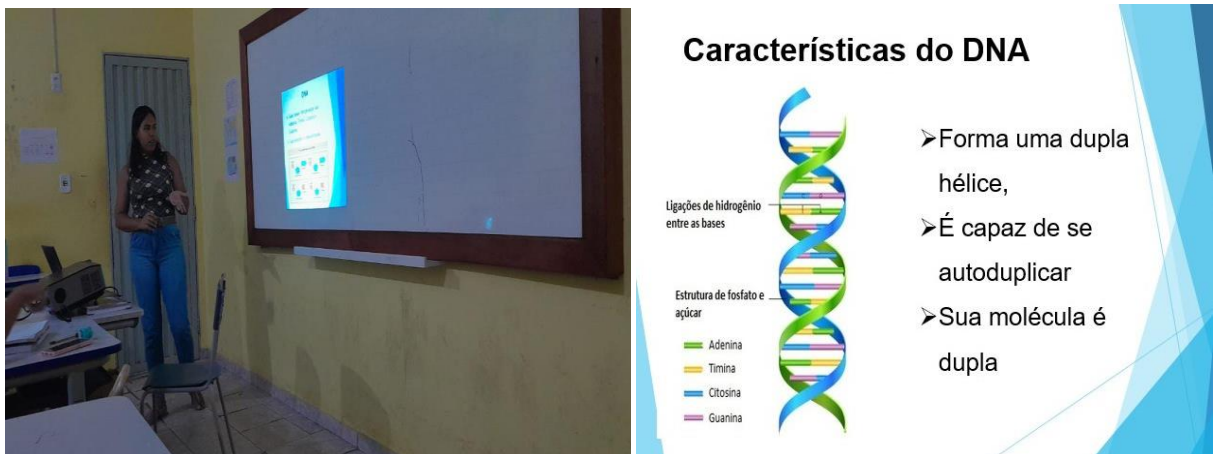 DNA
Características do DNA
Ligações de hidrogênio
entre as bases
Estrutura de fosfato e
açúcar
Adenina
Timina
Citosina
Guanina
➢Forma uma dupla
hélice,
➢É capaz de se
autoduplicar
➢Sua molécula é
dupla